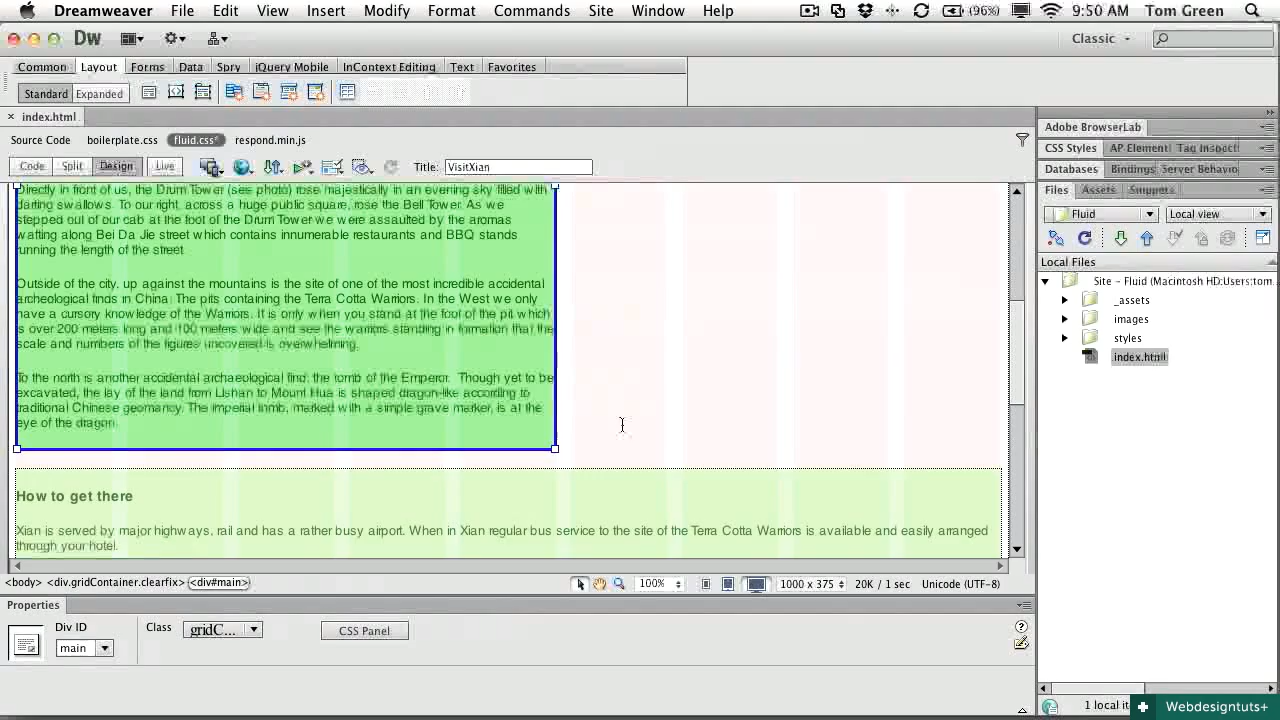 Dreamweaver File Edit View Insert Modify Format Commands Site Window Help (96%) 9:50 AM Tom Green
Dw Classic
Common Layout Forms Data Spry jQuery Mobile InContext Editing Text Favorites
Standard Expanded
index.html
Source Code boilerplate.css fluid.css* respond.min.js
Code Split Design Live Title: VisitXian
Directly in front of us, the Drum Tower (see photo) rose majestically in an evening sky filled with
darting swallows. To our right, across a huge public square, rose the Bell Tower. As we
stepped out of our cab at the foot of the Drum Tower we were assaulted by the aromas
wafting along Bei Da Jie street which contains innumerable restaurants and BBQ stands
running the length of the street
Outside of the city, up against the mountains is the site of one of the most incredible accidental
archeological finds in China. The pits containing the Terra Cotta Warriors. In the West we only
have a cursory knowledge of the Warriors. It is only when you stand at the foot of the pit which
is over 200 meters long and 100 meters wide and see the warriors standing in formation that the
scale and numbers of the figures uncovered is overwhelming.
To the north is another accidental archaeological find: the tomb of the Emperor. Though yet to be
excavated, the lay of the land from Lishan to Mount Hua is shaped dragon-like according to
traditional Chinese geomancy. The imperial tomb, marked with a simple grave marker, is at the
eye of the dragon.
How to get there
Xian is served by major highways, rail and has a rather busy airport. When in Xian regular bus service to the site of the Terra Cotta Warriors is available and easily arranged
through your hotel.
<body> <div.gridContainer.clearfix> <div#main> 100% 1000 x 375 20K / 1 sec Unicode (UTF-8)
Properties
Div ID Class gridC... CSS Panel
main
Adobe BrowserLab
CSS Styles AP Element Tag Inspect
Databases Bindings Server Behavio
Files Assets Snippets
Fluid Local view
Local Files
Site – Fluid (Macintosh HD:Users:tom.
_assets
images
styles
index.html
1 local it
Webdesigntuts+